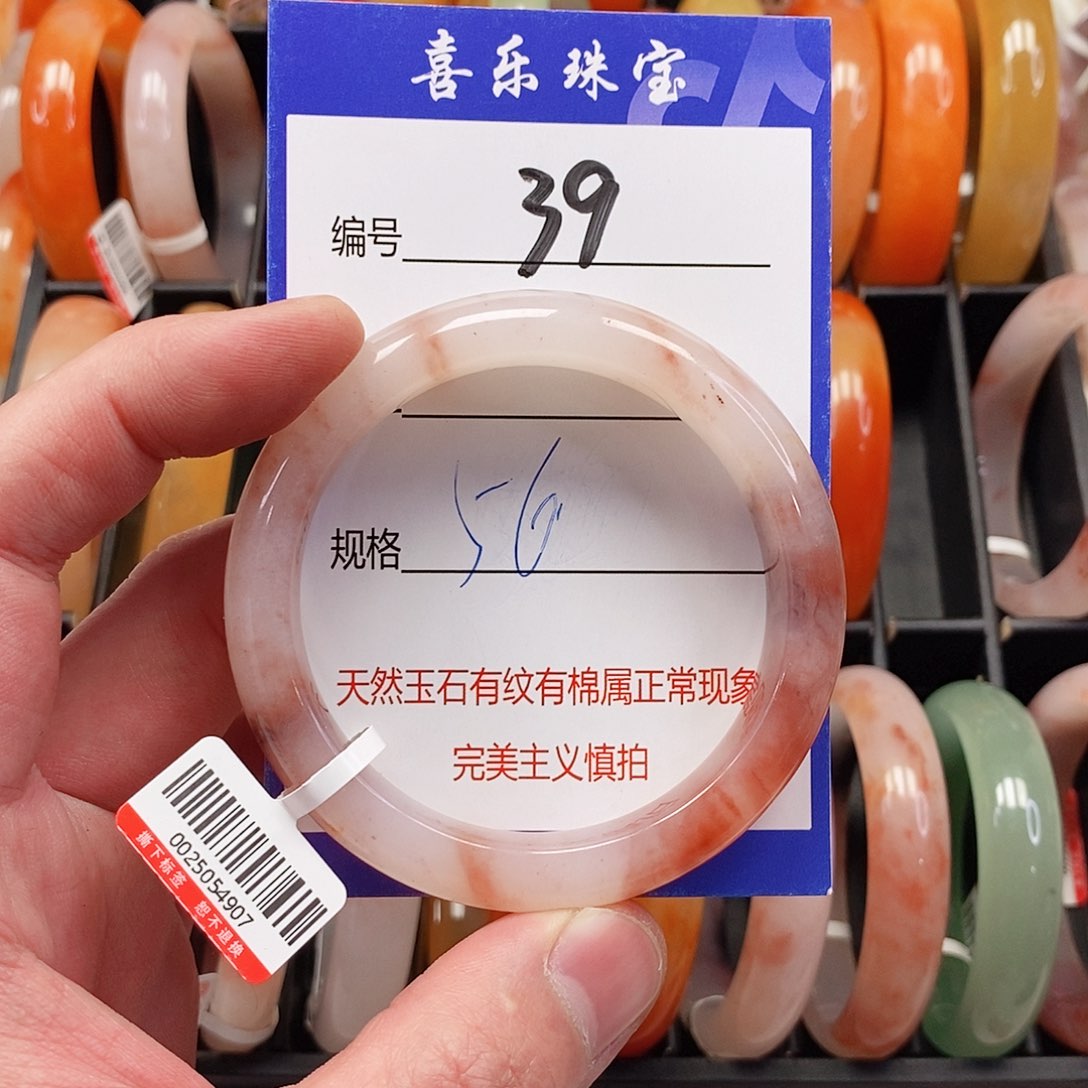 喜乐珠宝
编号 39
规格 56
天然玉石有纹有棉属正常现象
完美主义慎拍
0025054907
撕下标签 恕不退换